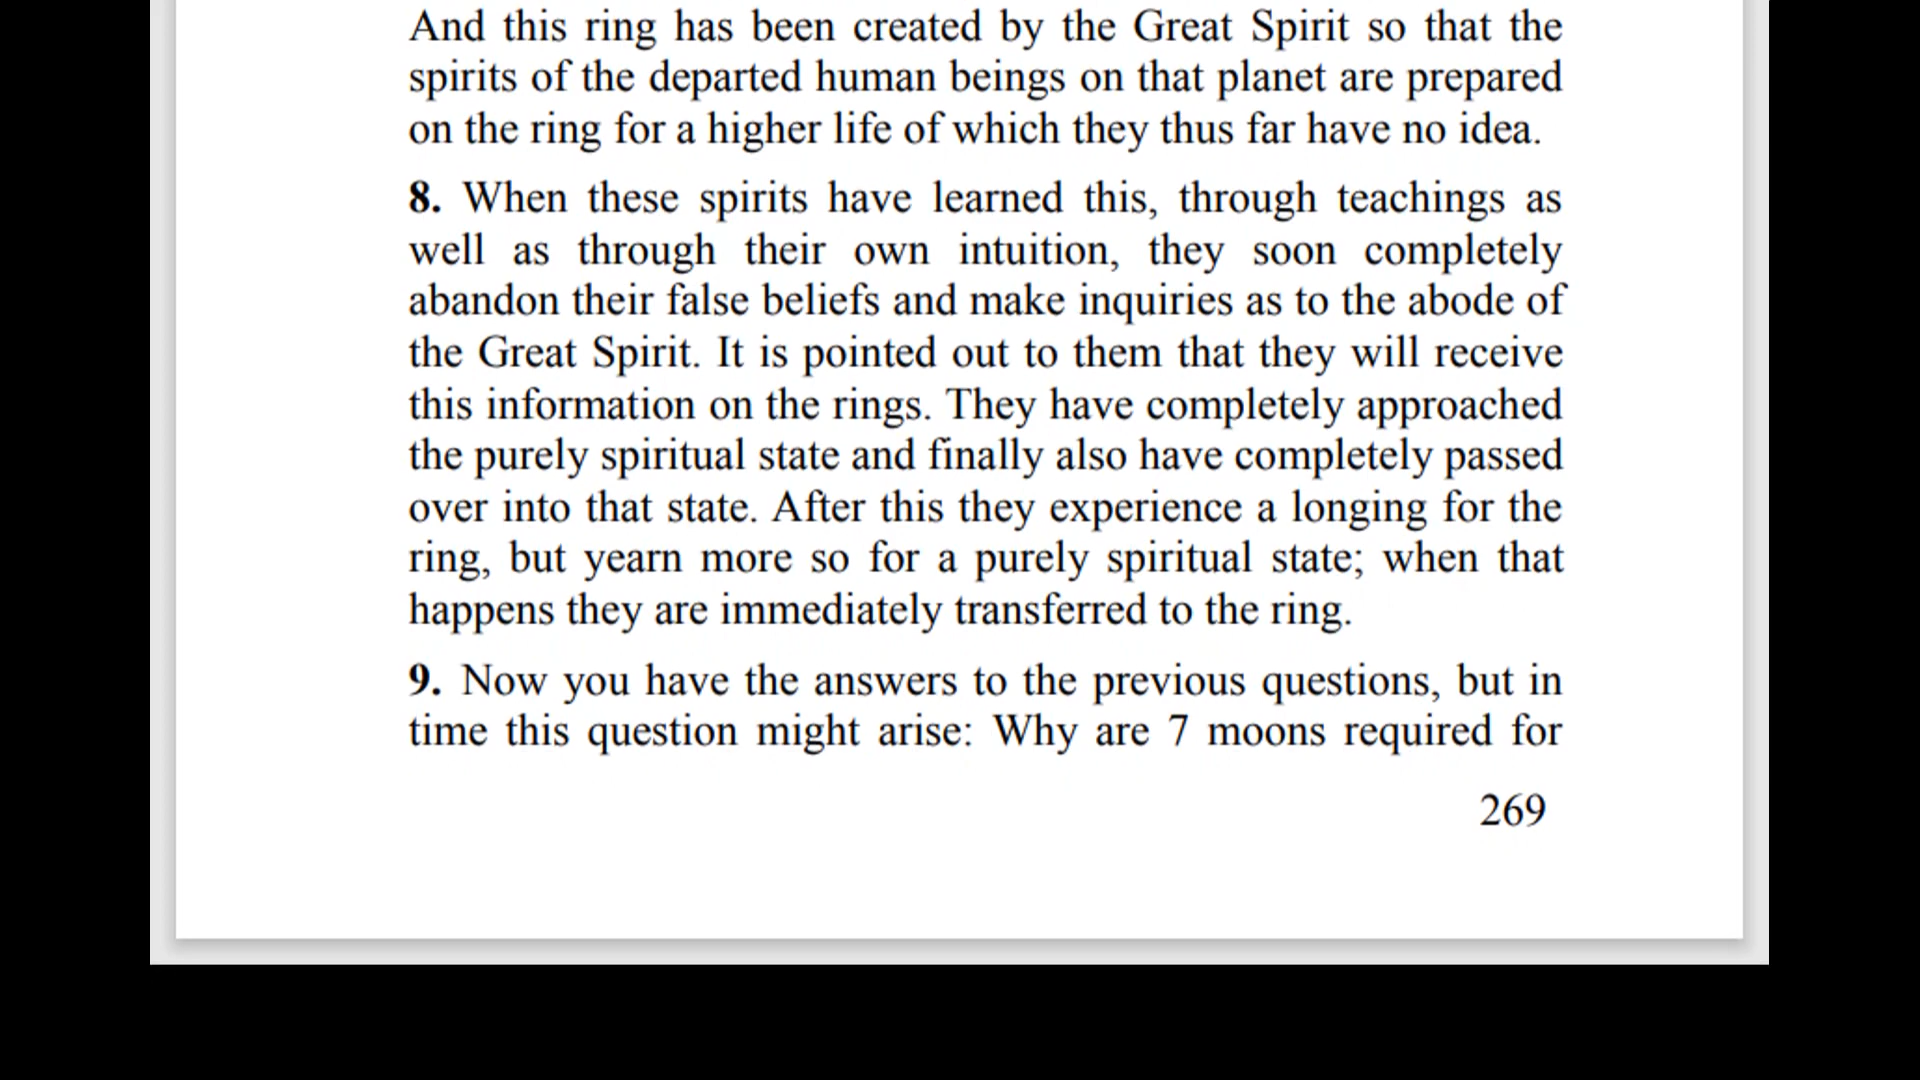 And this ring has been created by the Great Spirit so that the
spirits of the departed human beings on that planet are prepared
on the ring for a higher life of which they thus far have no idea.
8. When these spirits have learned this, through teachings as
well as through their own intuition, they soon completely
abandon their false beliefs and make inquiries as to the abode of
the Great Spirit. It is pointed out to them that they will receive
this information on the rings. They have completely approached
the purely spiritual state and finally also have completely passed
over into that state. After this they experience a longing for the
ring, but yearn more so for a purely spiritual state; when that
happens they are immediately transferred to the ring.
9. Now you have the answers to the previous questions, but in
time this question might arise: Why are 7 moons required for
269